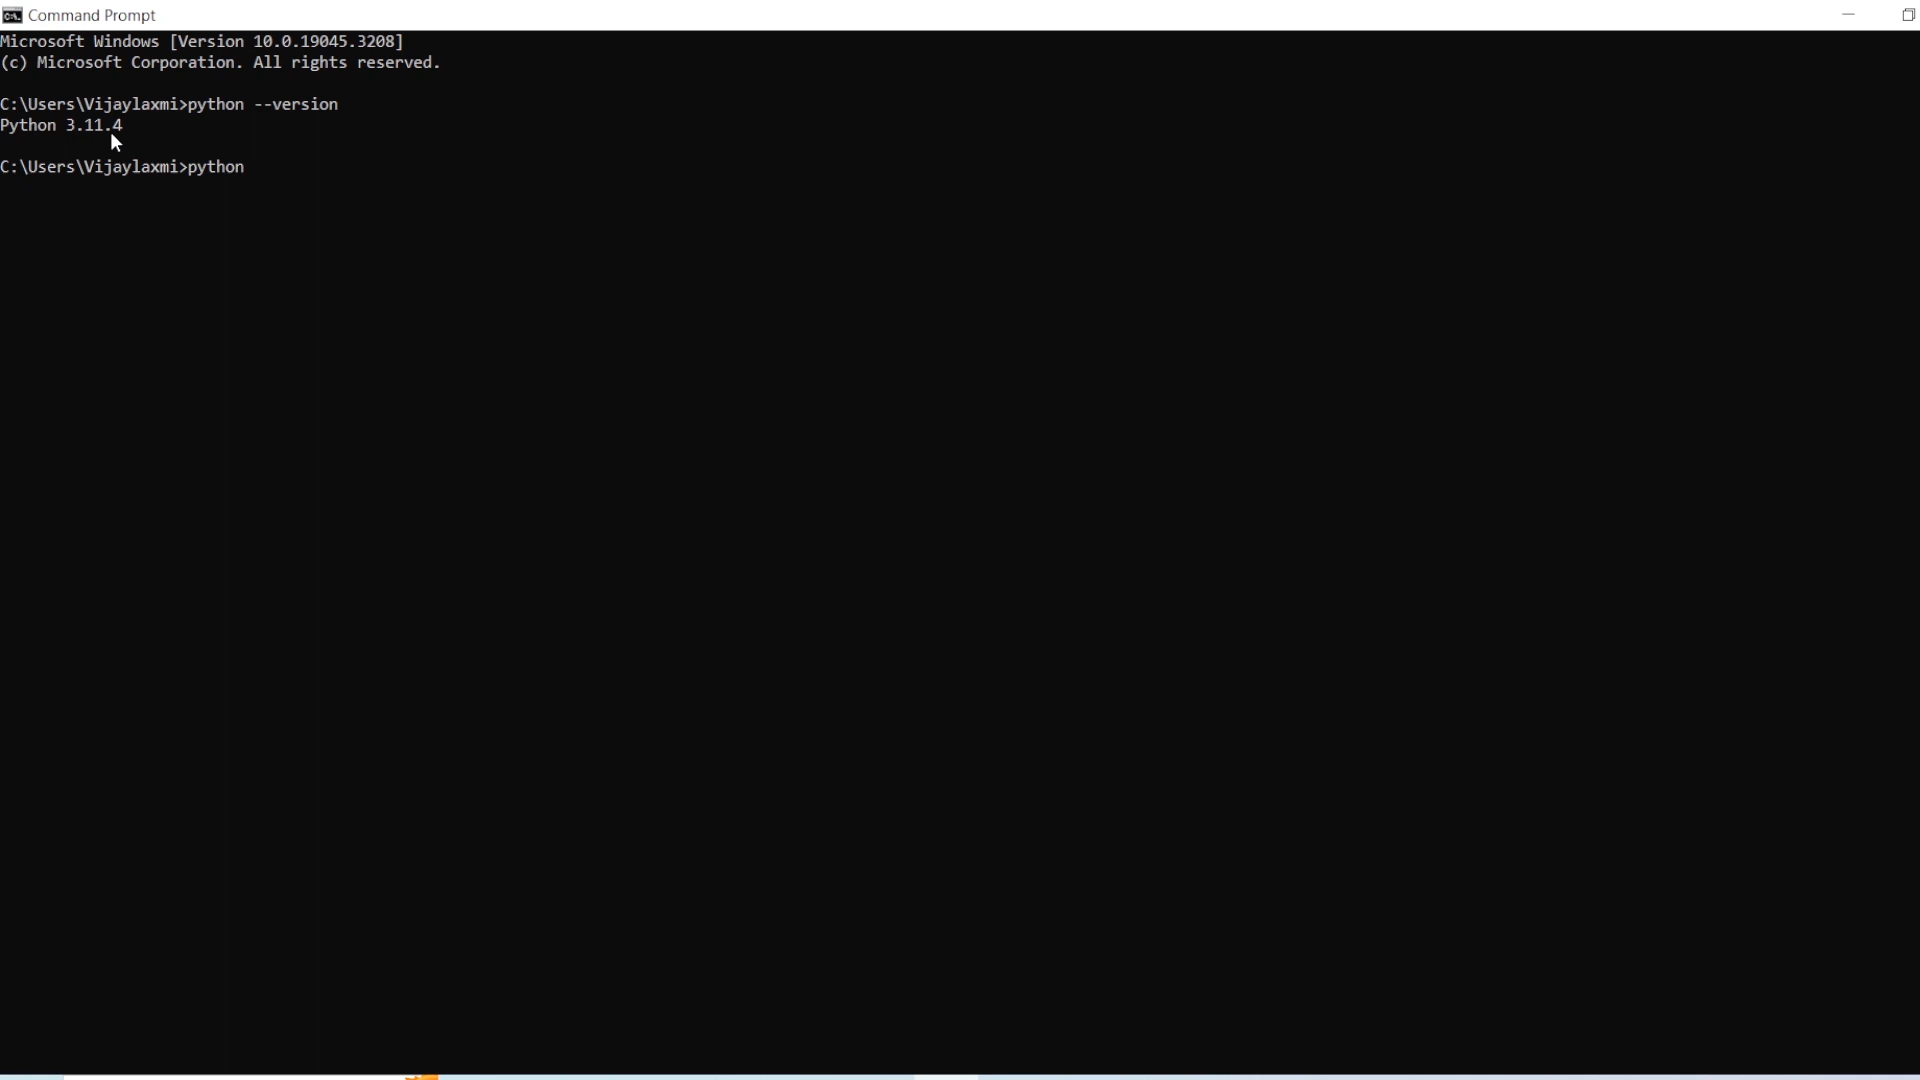 Command Prompt
Microsoft Windows [Version 10.0.19045.3208]
(c) Microsoft Corporation. All rights reserved.
C:\Users\Vijaylaxmi>python --version
Python 3.11.4
C:\Users\Vijaylaxmi>python